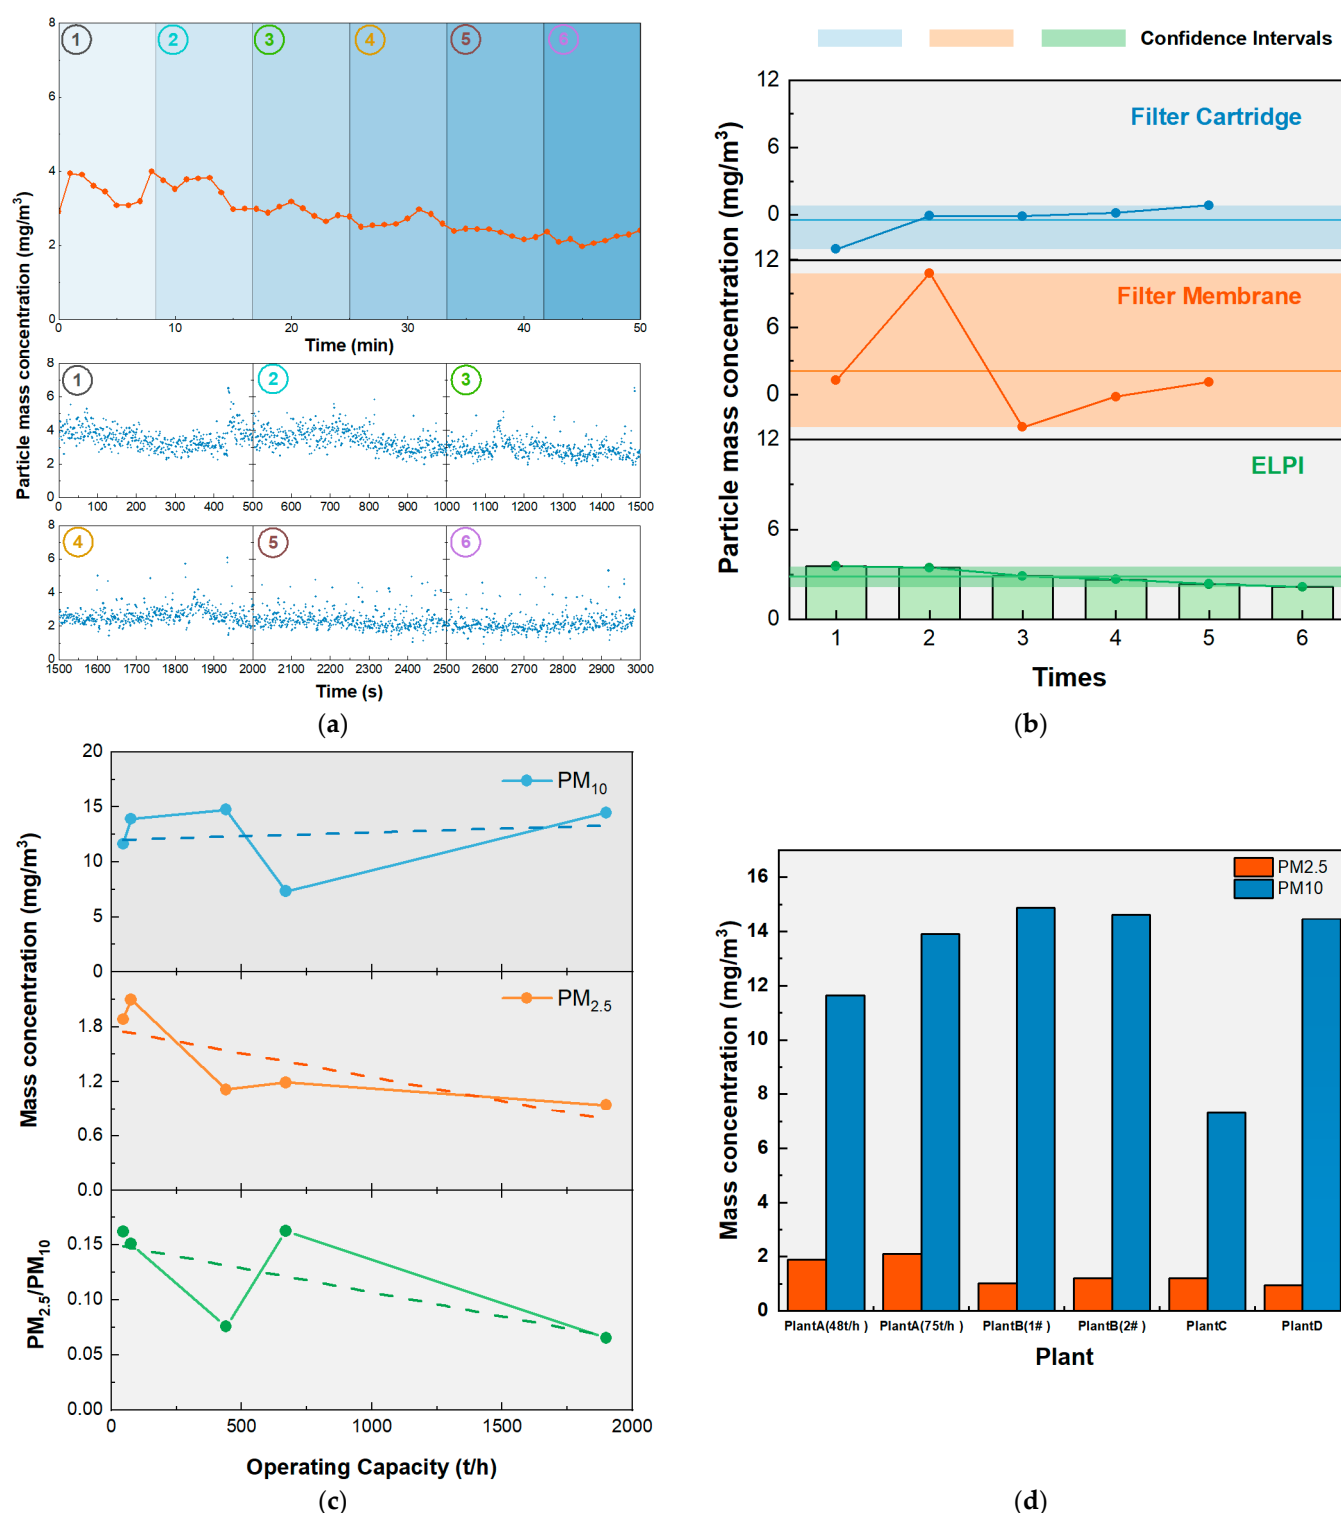 1 2 3 4 5 6
8
6
4
2
0
0 10 20 30 40 50
Time (min)
Particle mass concentration (mg/m3)
8
6
4
2
0
1 2 3
0 100 200 300 400 500 600 700 800 900 1000 1100 1200 1300 1400 1500
8
6
4
2
0
4 5 6
1500 1600 1700 1800 1900 2000 2100 2200 2300 2400 2500 2600 2700 2800 2900 3000
Time (s)
(a)
Confidence Intervals
Particle mass concentration (mg/m3)
12
6
0
Filter Cartridge
12
6
0
Filter Membrane
12
6
0
ELPI
1 2 3 4 5 6
Times
(b)
Mass concentration (mg/m3)
20
15
10
5
0
PM10
1.8
1.2
0.6
0.0
PM2.5
PM2.5/PM10
0.15
0.10
0.05
0.00
0 500 1000 1500 2000
Operating Capacity (t/h)
(c)
Mass concentration (mg/m3)
16
14
12
10
8
6
4
2
0
PM2.5
PM10
PlantA(48t/h ) PlantA(75t/h ) PlantB(1# ) PlantB(2# ) PlantC PlantD
Plant
(d)